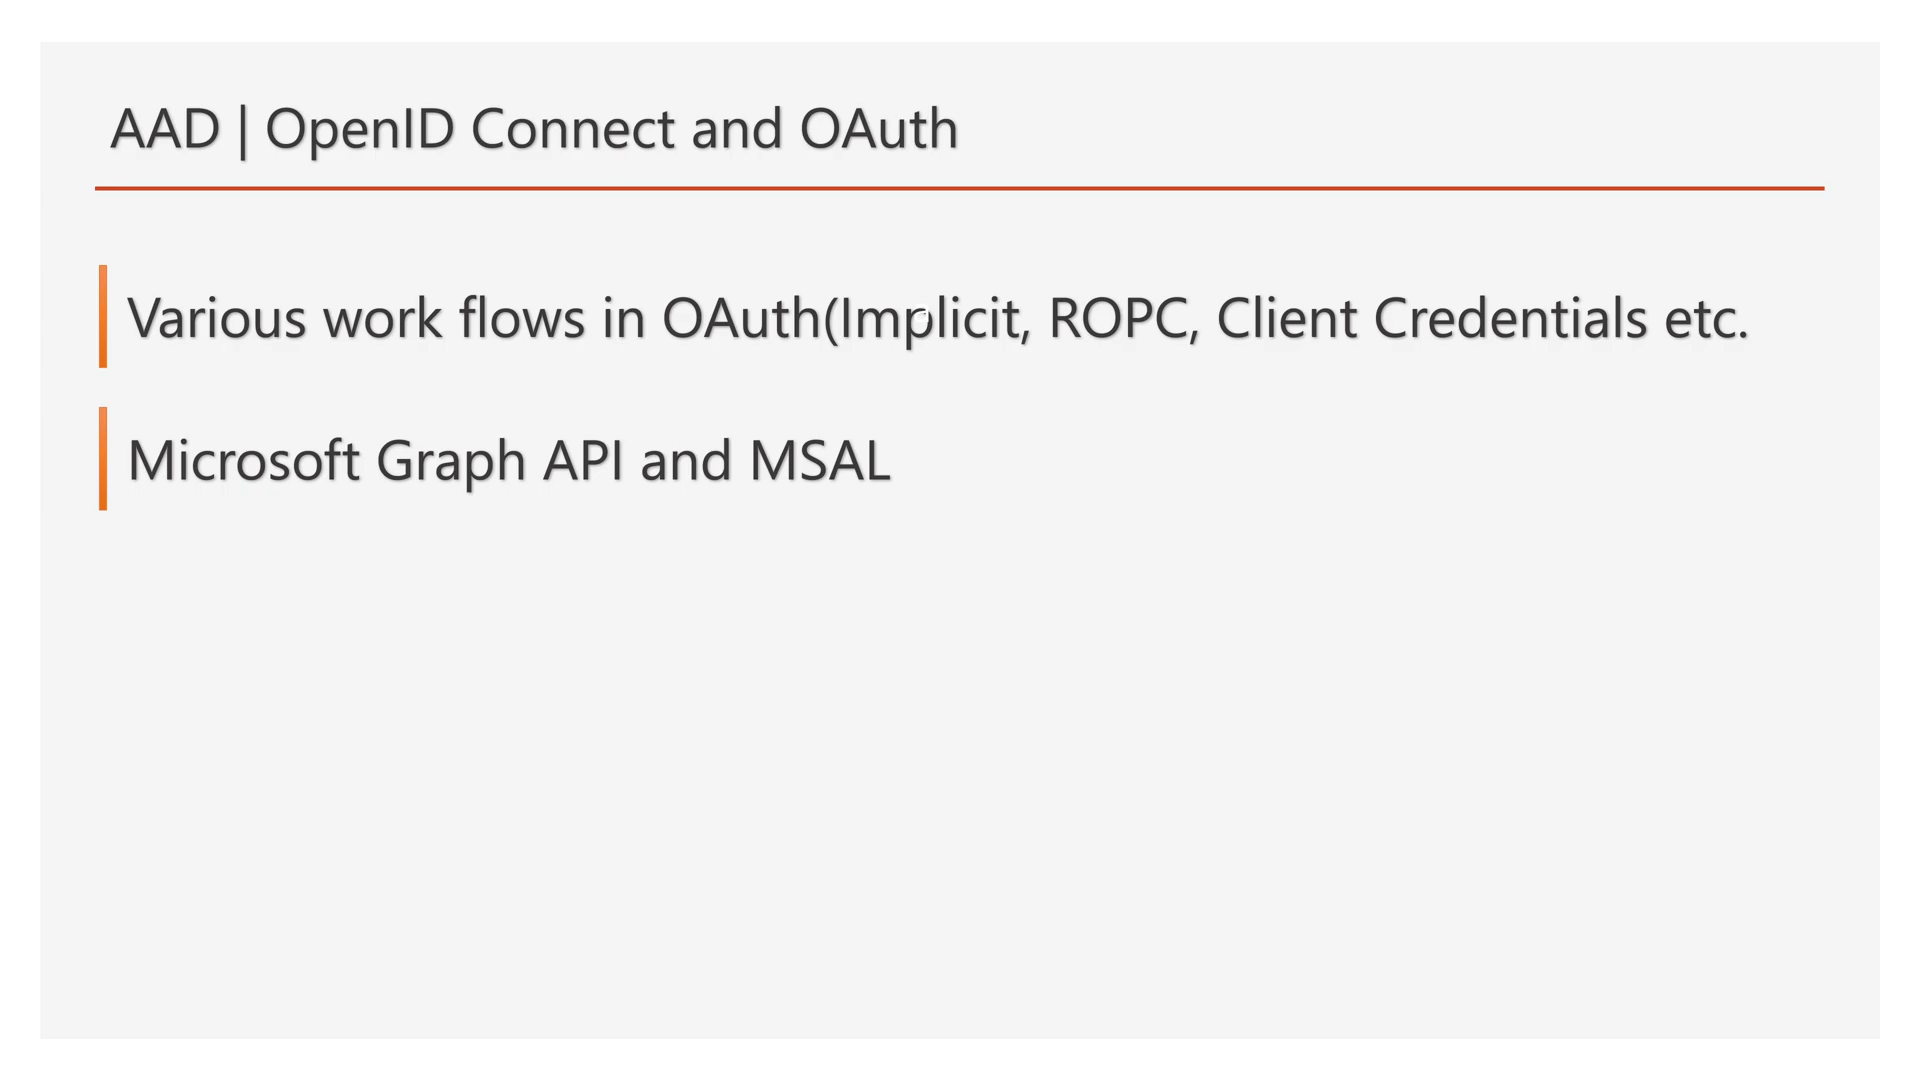 AAD | OpenID Connect and OAuth
Various work flows in OAuth(Implicit, ROPC, Client Credentials etc.
Microsoft Graph API and MSAL